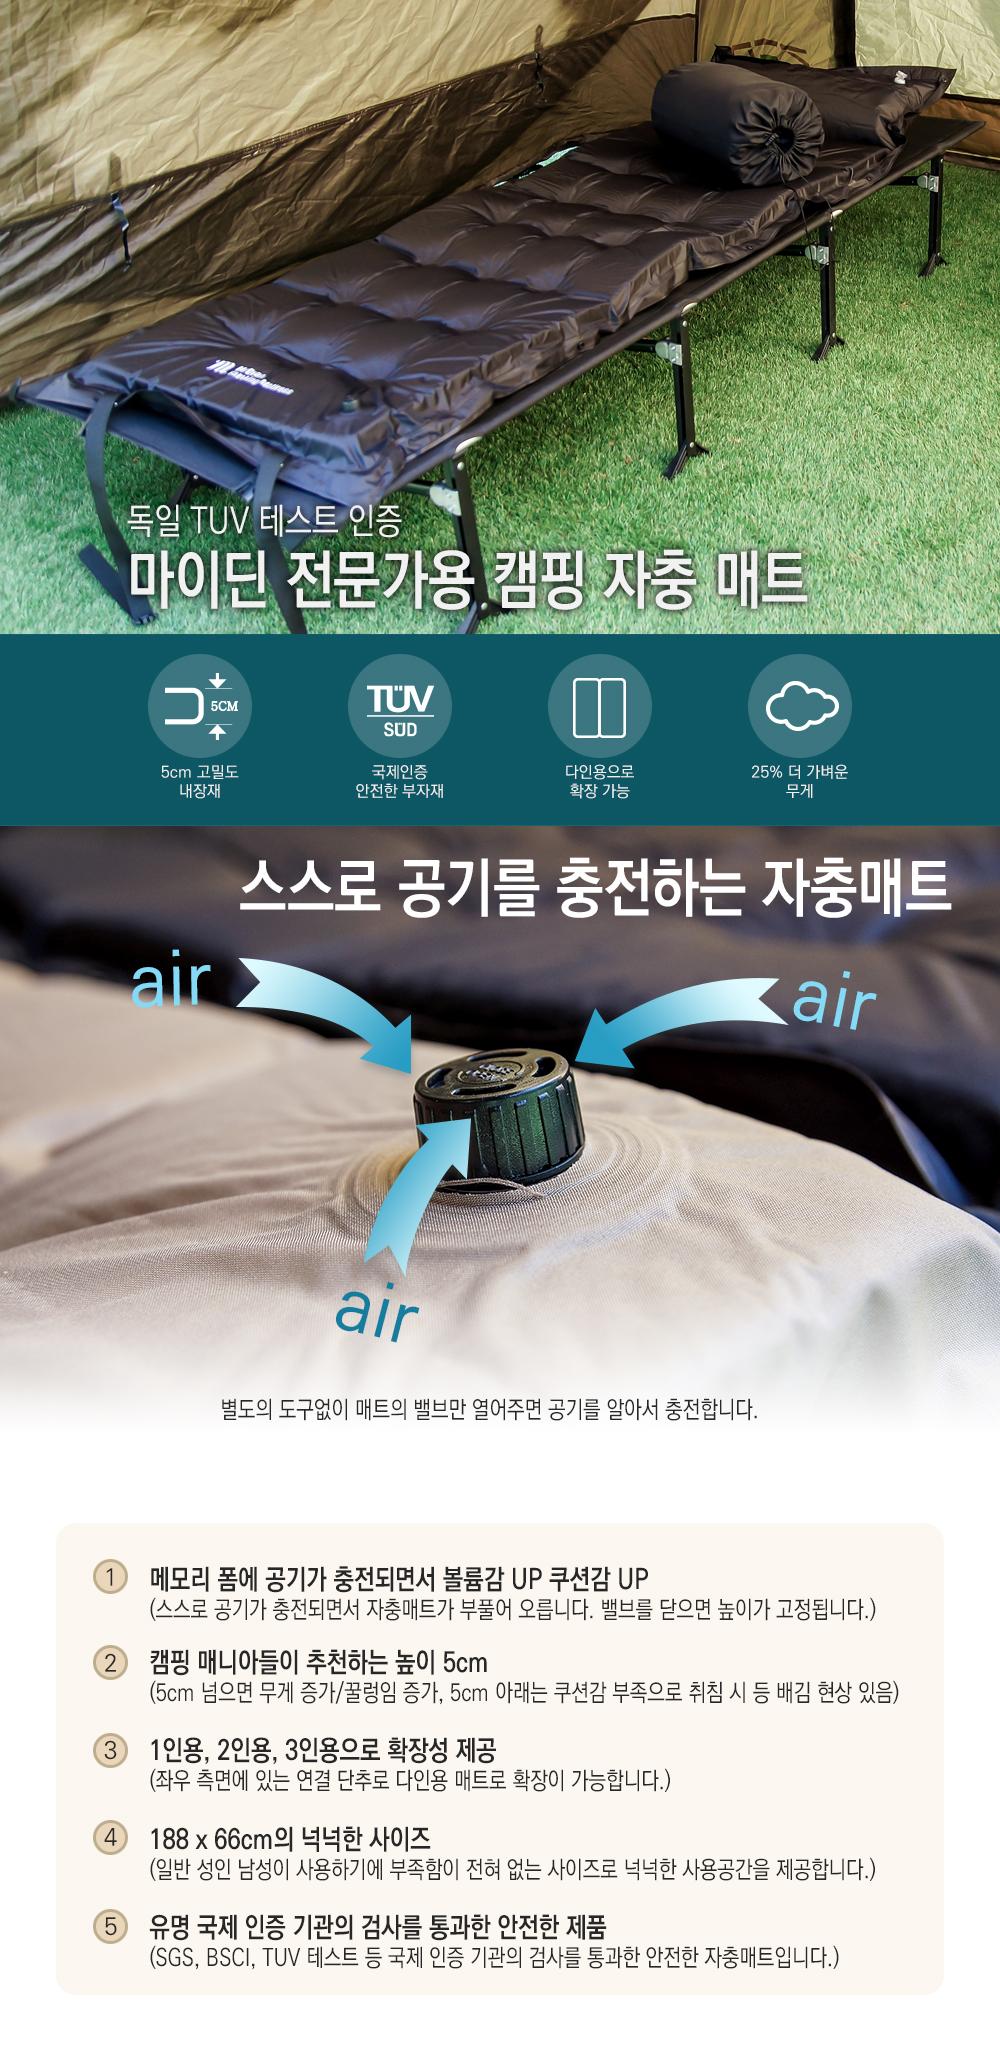 독일 TUV 테스트 인증
마이딘 전문가용 캠핑 자충 매트
5CM
TÜV
SÜD
5cm 고밀도
내장재
국제인증
안전한 부자재
다인용으로
확장 가능
25% 더 가벼운
무게
스스로 공기를 충전하는 자충매트
air
air
air
별도의 도구없이 매트의 밸브만 열어주면 공기를 알아서 충전합니다.
1 메모리 폼에 공기가 충전되면서 볼륨감 UP 쿠션감 UP
(스스로 공기가 충전되면서 자충매트가 부풀어 오릅니다. 밸브를 닫으면 높이가 고정됩니다.)
2 캠핑 매니아들이 추천하는 높이 5cm
(5cm 넘으면 무게 증가/꿀렁임 증가, 5cm 아래는 쿠션감 부족으로 취침 시 등 배김 현상 있음)
3 1인용, 2인용, 3인용으로 확장성 제공
(좌우 측면에 있는 연결 단추로 다인용 매트로 확장이 가능합니다.)
4 188 x 66cm의 넉넉한 사이즈
(일반 성인 남성이 사용하기에 부족함이 전혀 없는 사이즈로 넉넉한 사용공간을 제공합니다.)
5 유명 국제 인증 기관의 검사를 통과한 안전한 제품
(SGS, BSCI, TUV 테스트 등 국제 인증 기관의 검사를 통과한 안전한 자충매트입니다.)